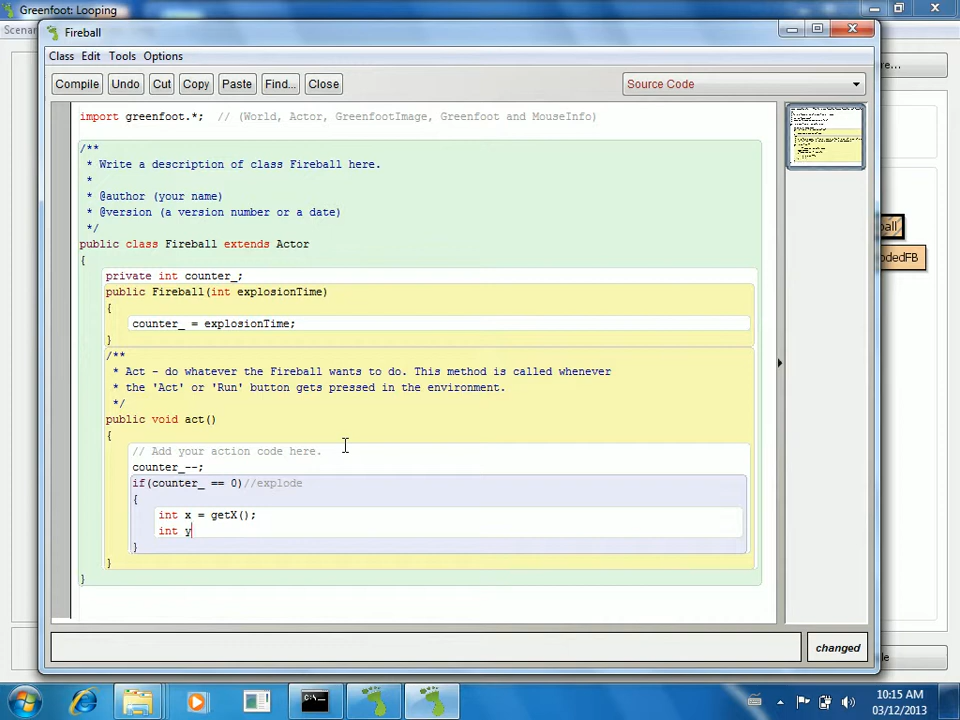 Greenfoot: Looping
Scenar
Fireball
Class Edit Tools Options
Compile Undo Cut Copy Paste Find... Close
Source Code
e...
import greenfoot.*;  // (World, Actor, GreenfootImage, Greenfoot and MouseInfo)
/**
 * Write a description of class Fireball here.
 *
 * @author (your name)
 * @version (a version number or a date)
 */
public class Fireball extends Actor
{
    private int counter_;
    public Fireball(int explosionTime)
    {
        counter_ = explosionTime;
    }
    /**
     * Act - do whatever the Fireball wants to do. This method is called whenever
     * the 'Act' or 'Run' button gets pressed in the environment.
     */
    public void act()
    {
        // Add your action code here.
        counter_--;
        if(counter_ == 0)//explode
        {
            int x = getX();
            int y
        }
    }
}
all
odedFB
changed
le
10:15 AM
03/12/2013